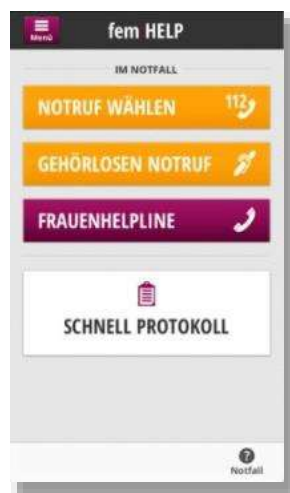 Menü
fem HELP
IM NOTFALL
NOTRUF WÄHLEN 112
GEHÖRLOSEN NOTRUF
FRAUENHELPLINE
SCHNELL PROTOKOLL
?
Notfall